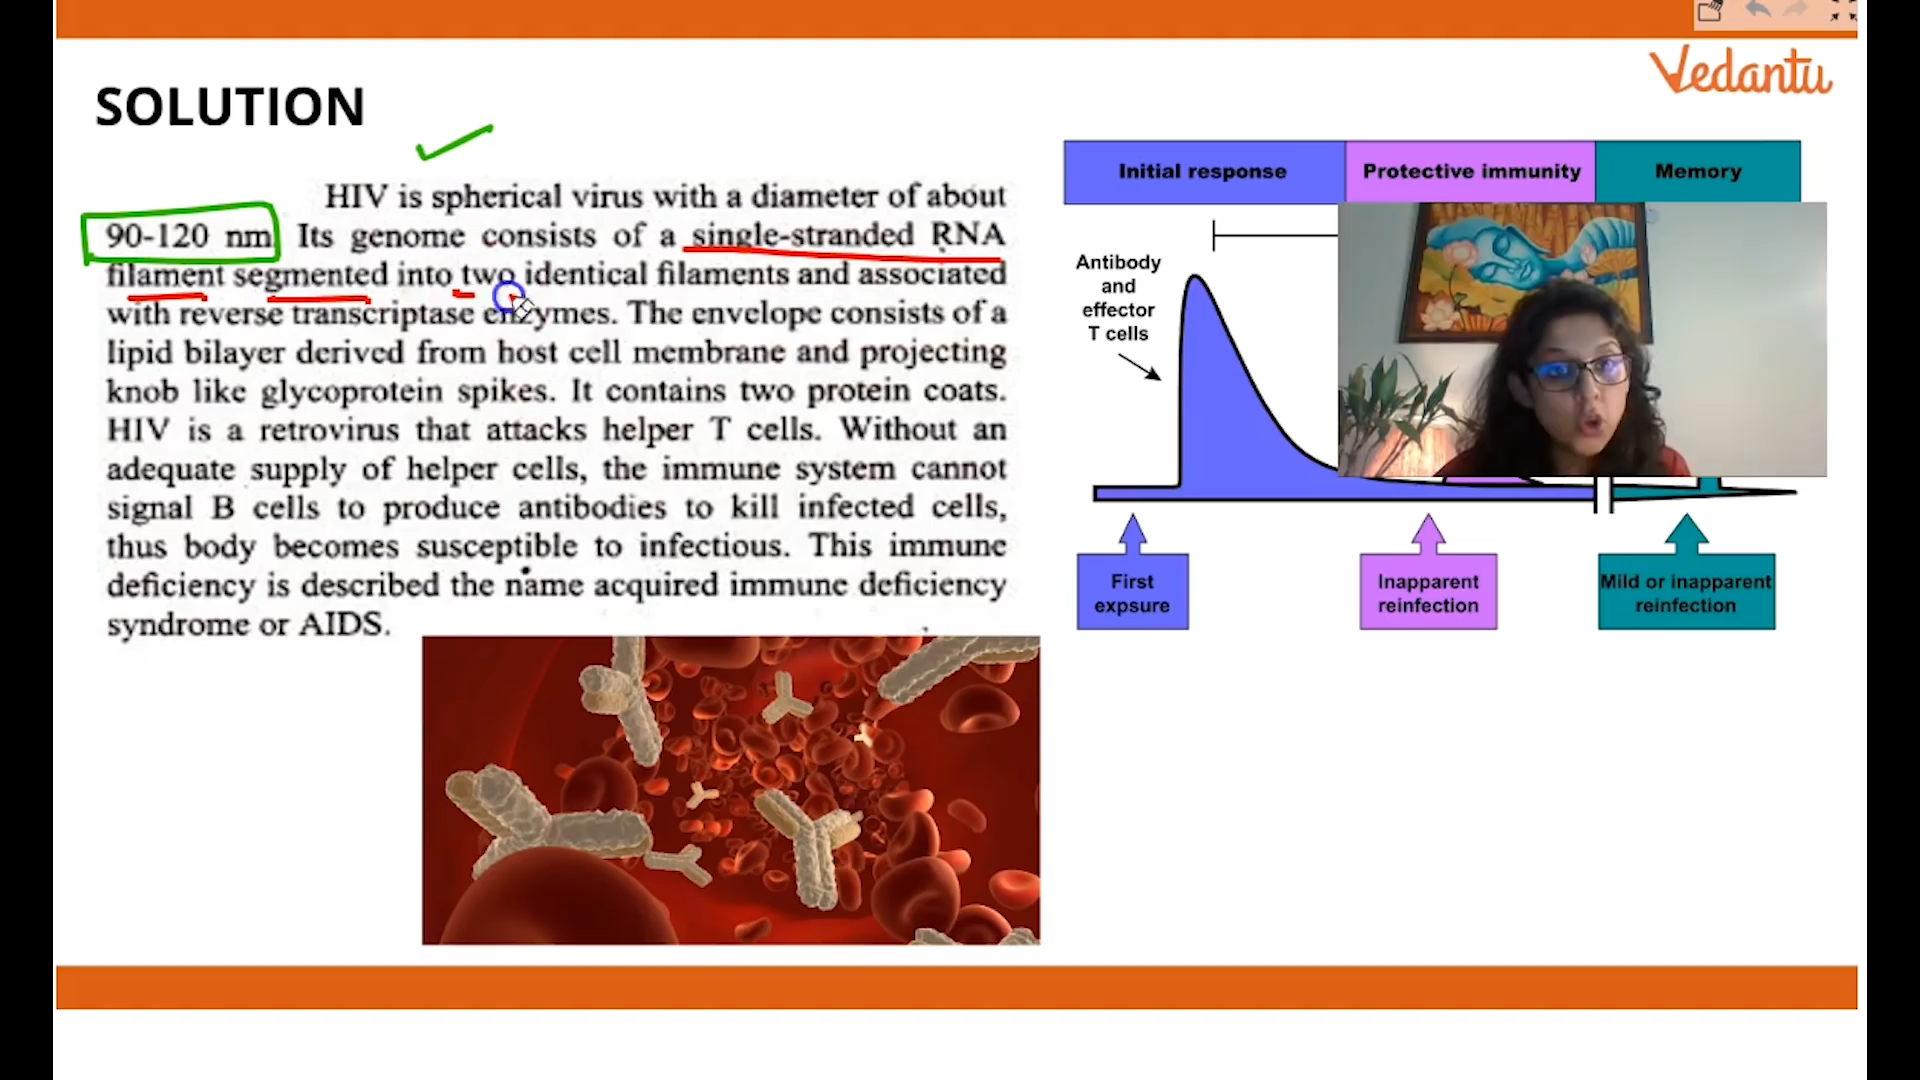 Vedantu
SOLUTION
HIV is spherical virus with a diameter of about
90-120 nm Its genome consists of a single-stranded RNA
filament segmented into two identical filaments and associated
with reverse transcriptase enzymes. The envelope consists of a
lipid bilayer derived from host cell membrane and projecting
knob like glycoprotein spikes. It contains two protein coats.
HIV is a retrovirus that attacks helper T cells. Without an
adequate supply of helper cells, the immune system cannot
signal B cells to produce antibodies to kill infected cells,
thus body becomes susceptible to infectious. This immune
deficiency is described the name acquired immune deficiency
syndrome or AIDS.
Initial response
Protective immunity
Memory
Antibody
and
effector
T cells
First
expsure
Inapparent
reinfection
Mild or inapparent
reinfection